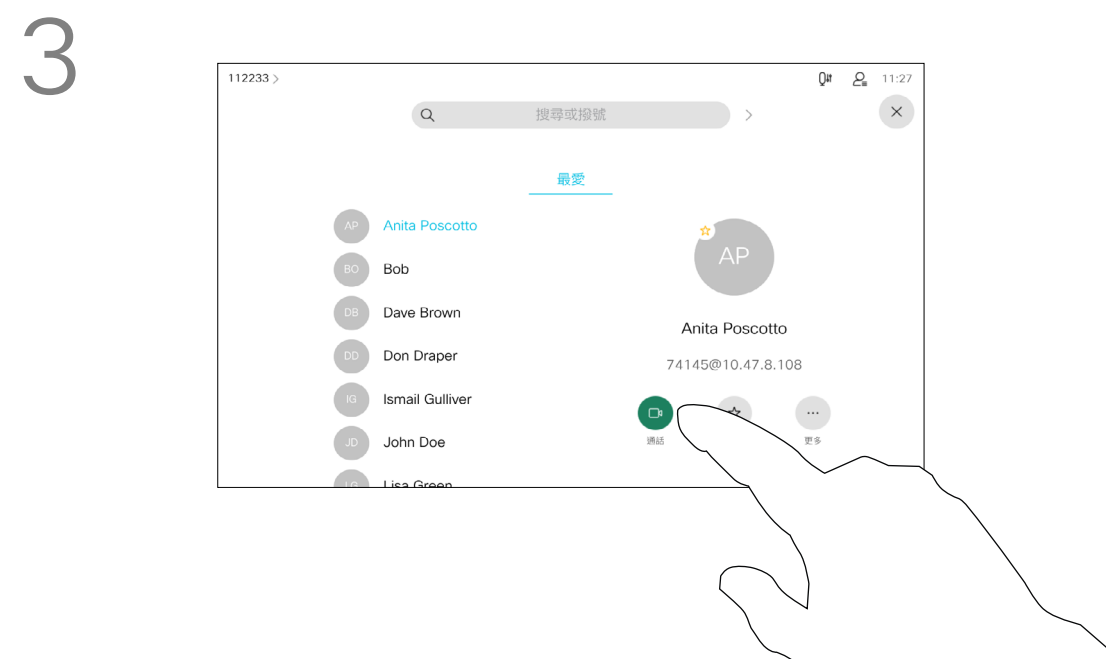 3
112233
11:27
搜尋或撥號
最愛
AP Anita Poscotto
BO Bob
DB Dave Brown
DD Don Draper
IG Ismail Gulliver
JD John Doe
LG Lisa Green
AP
Anita Poscotto
74145@10.47.8.108
通話
更多